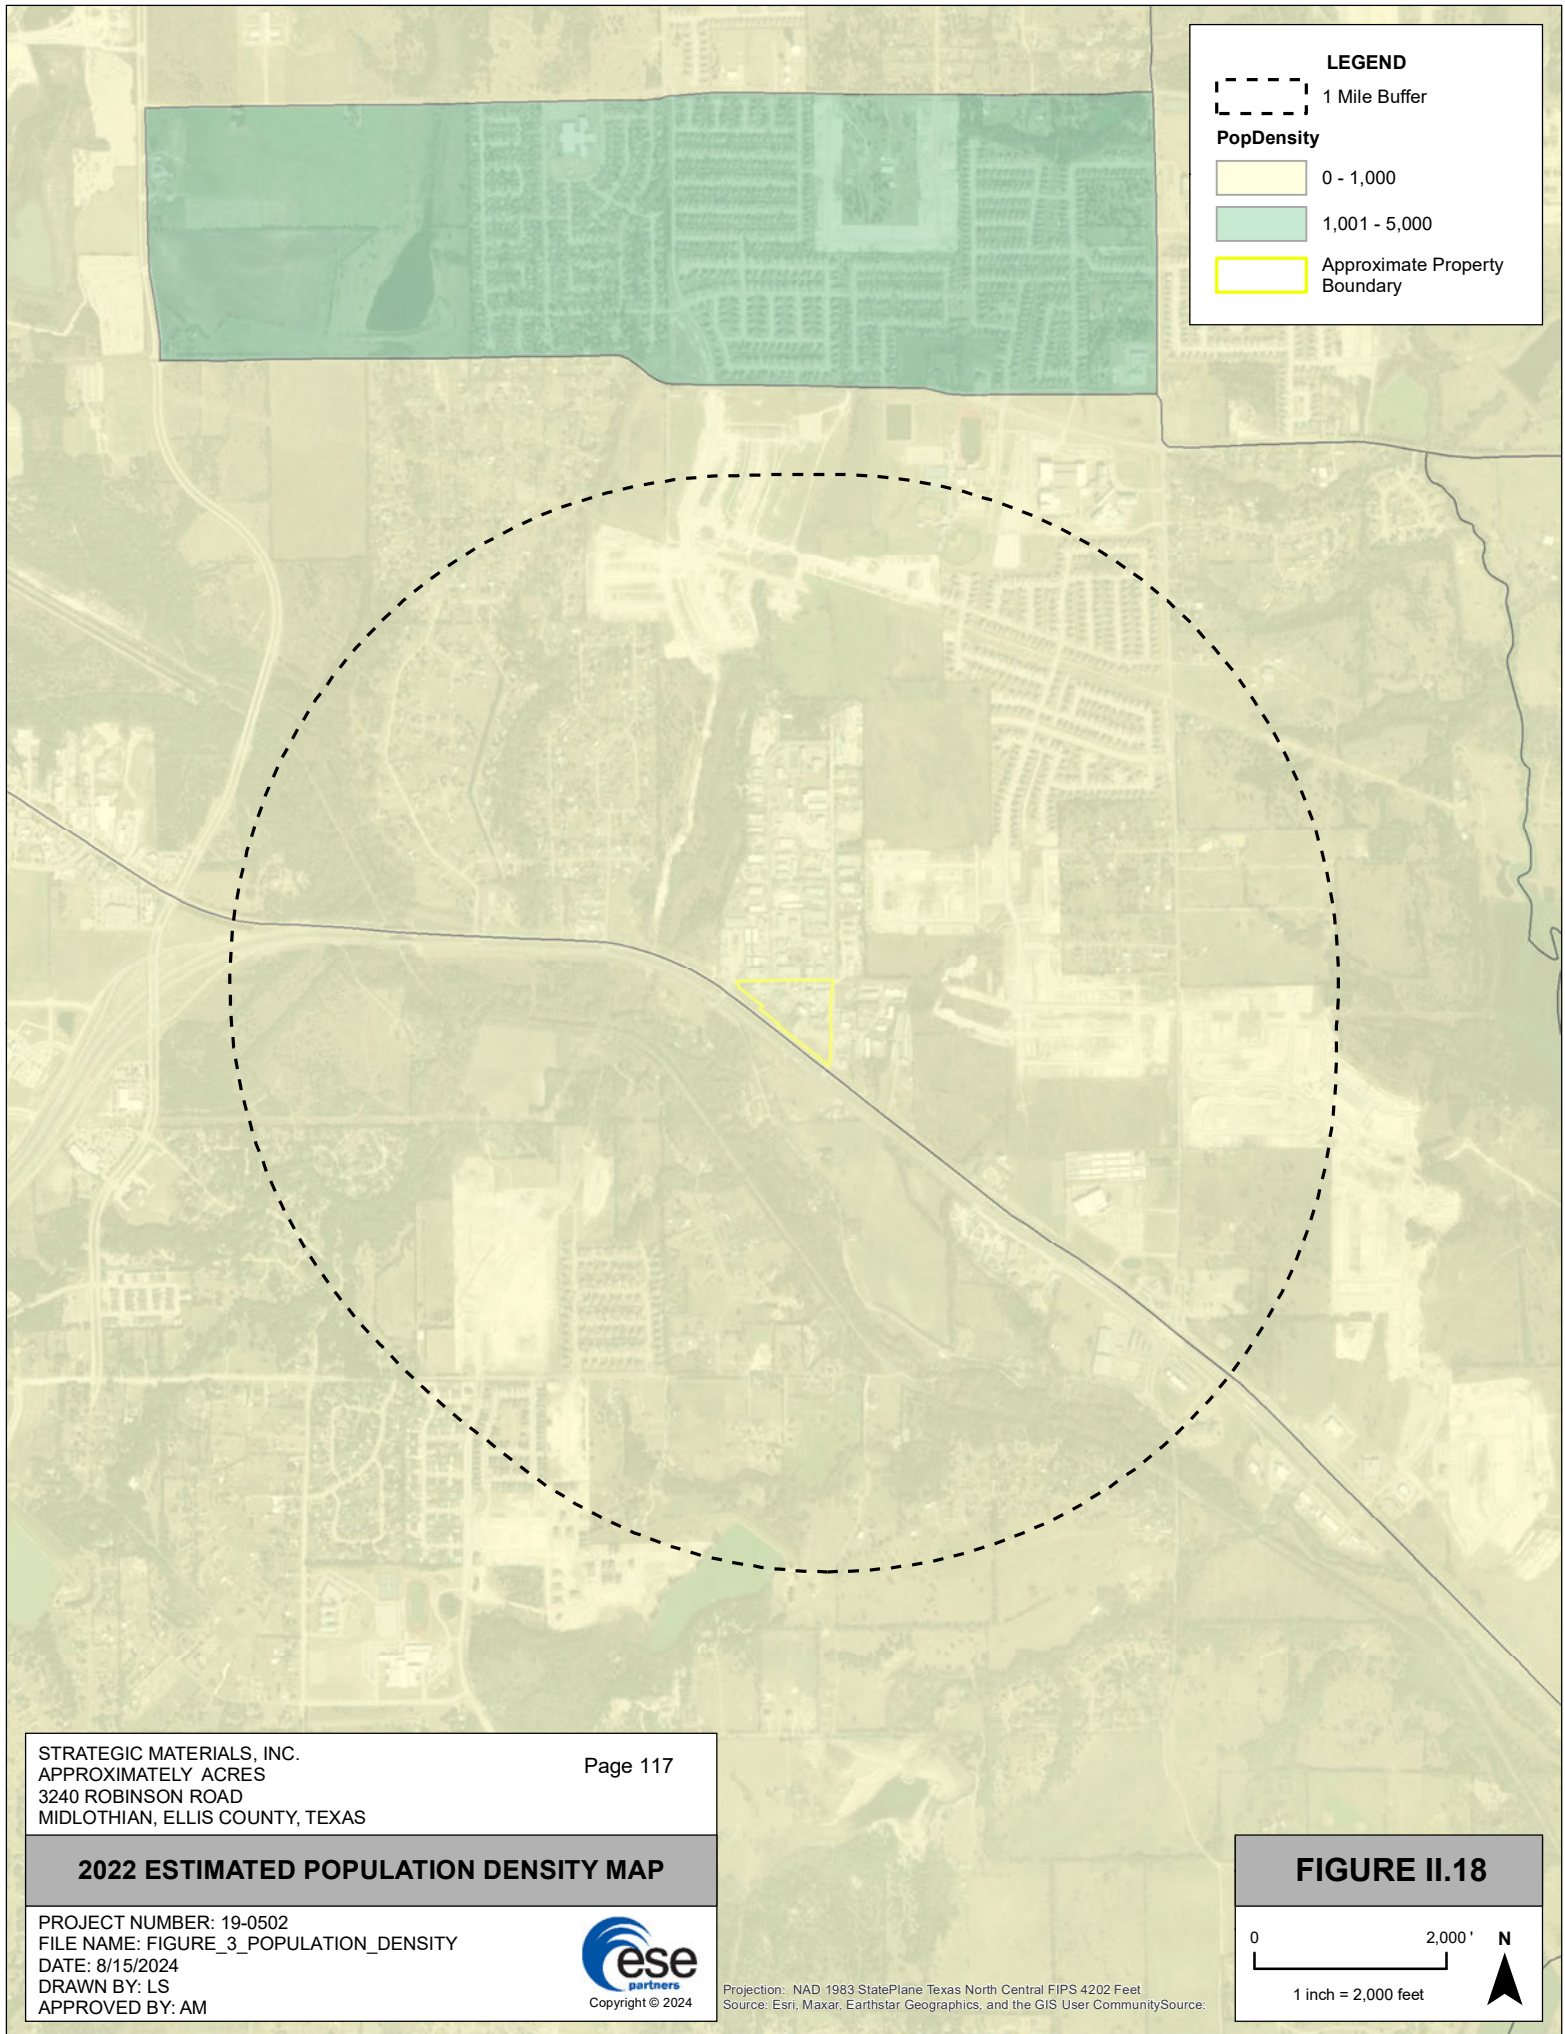 LEGEND
1 Mile Buffer
PopDensity
0 - 1,000
1,001 - 5,000
Approximate Property
Boundary
STRATEGIC MATERIALS, INC.
Page 117
APPROXIMATELY  ACRES
3240 ROBINSON ROAD
MIDLOTHIAN, ELLIS COUNTY, TEXAS
2022 ESTIMATED POPULATION DENSITY MAP
PROJECT NUMBER: 19-0502
FILE NAME: FIGURE_3_POPULATION_DENSITY
DATE: 8/15/2024
DRAWN BY: LS
APPROVED BY: AM
ese
partners
Copyright © 2024
Projection:  NAD 1983 StatePlane Texas North Central FIPS 4202 Feet
Source: Esri, Maxar, Earthstar Geographics, and the GIS User CommunitySource:
FIGURE II.18
0 2,000 ' N
1 inch = 2,000 feet